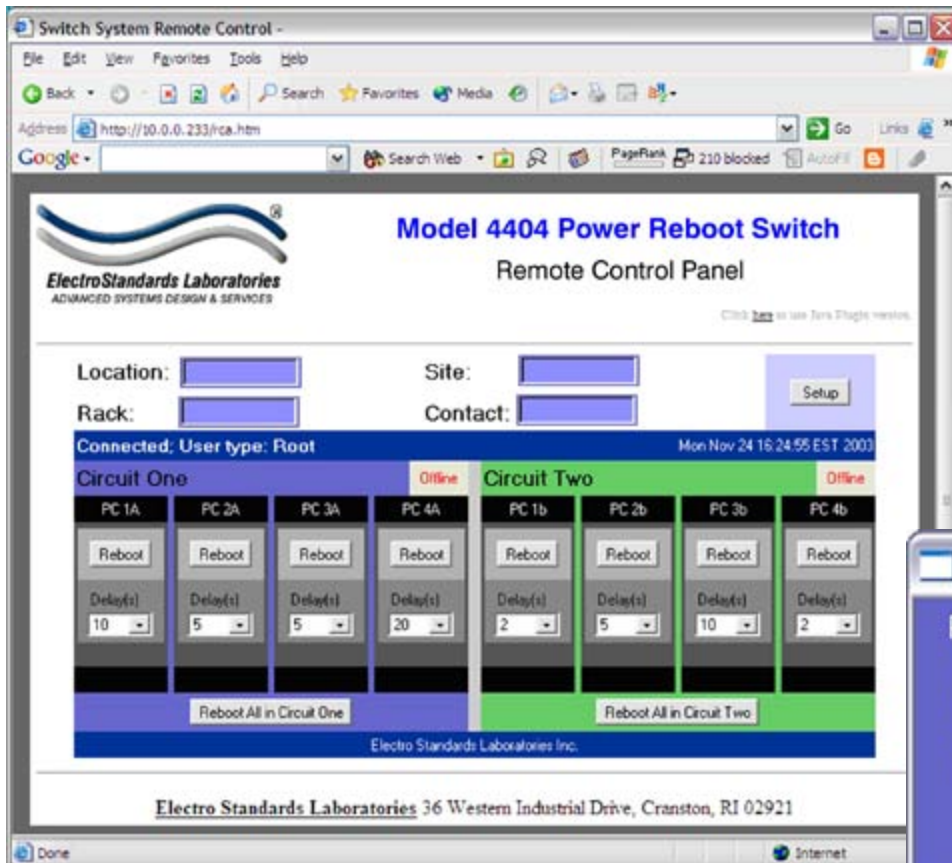 Switch System Remote Control -
File Edit View Favorites Tools Help
Back Search Favorites Media
Address http://10.0.0.233/rca.htm Go Links »
Google Search Web PageRank 210 blocked AutoFill
®
ElectroStandards Laboratories
ADVANCED SYSTEMS DESIGN & SERVICES
Model 4404 Power Reboot Switch
Remote Control Panel
Click here to use Java Plugin version.
Location: Site:
Setup
Rack: Contact:
Connected; User type: Root Mon Nov 24 16:24:55 EST 2003
Circuit One Offline Circuit Two Offline
PC 1A PC 2A PC 3A PC 4A PC 1b PC 2b PC 3b PC 4b
Reboot Reboot Reboot Reboot Reboot Reboot Reboot Reboot
Delay(s) Delay(s) Delay(s) Delay(s) Delay(s) Delay(s) Delay(s) Delay(s)
10 5 5 20 2 5 10 2
Reboot All in Circuit One Reboot All in Circuit Two
Electro Standards Laboratories Inc.
Electro Standards Laboratories 36 Western Industrial Drive, Cranston, RI 02921
Done Internet